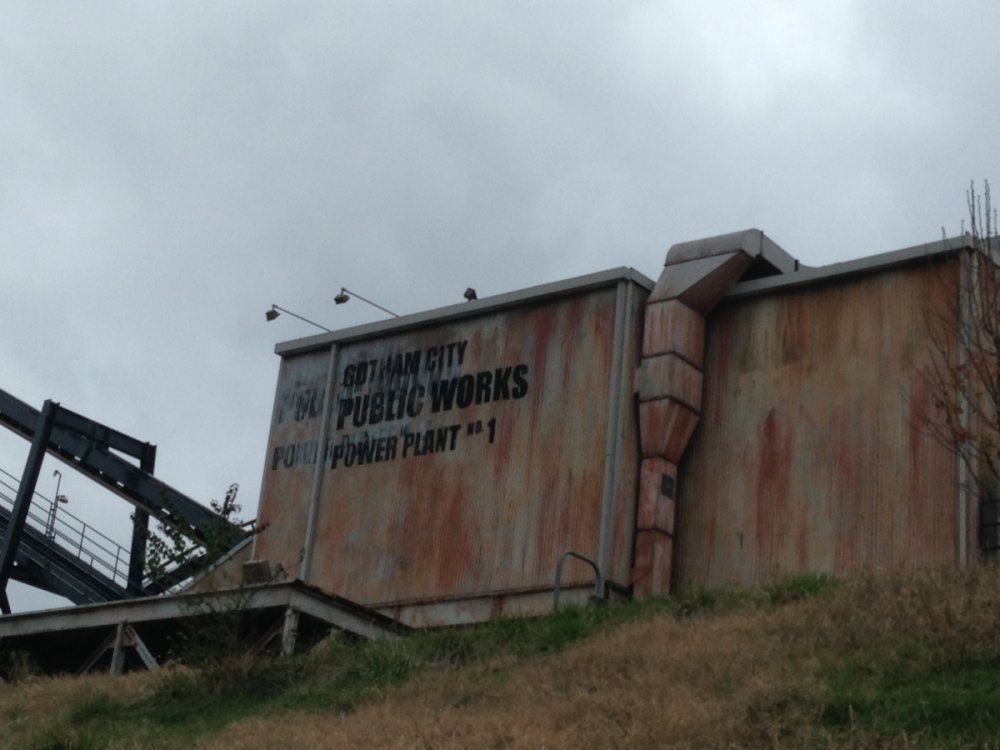 GOTHAM CITY
PUBLIC WORKS
POWER PLANT NO. 1